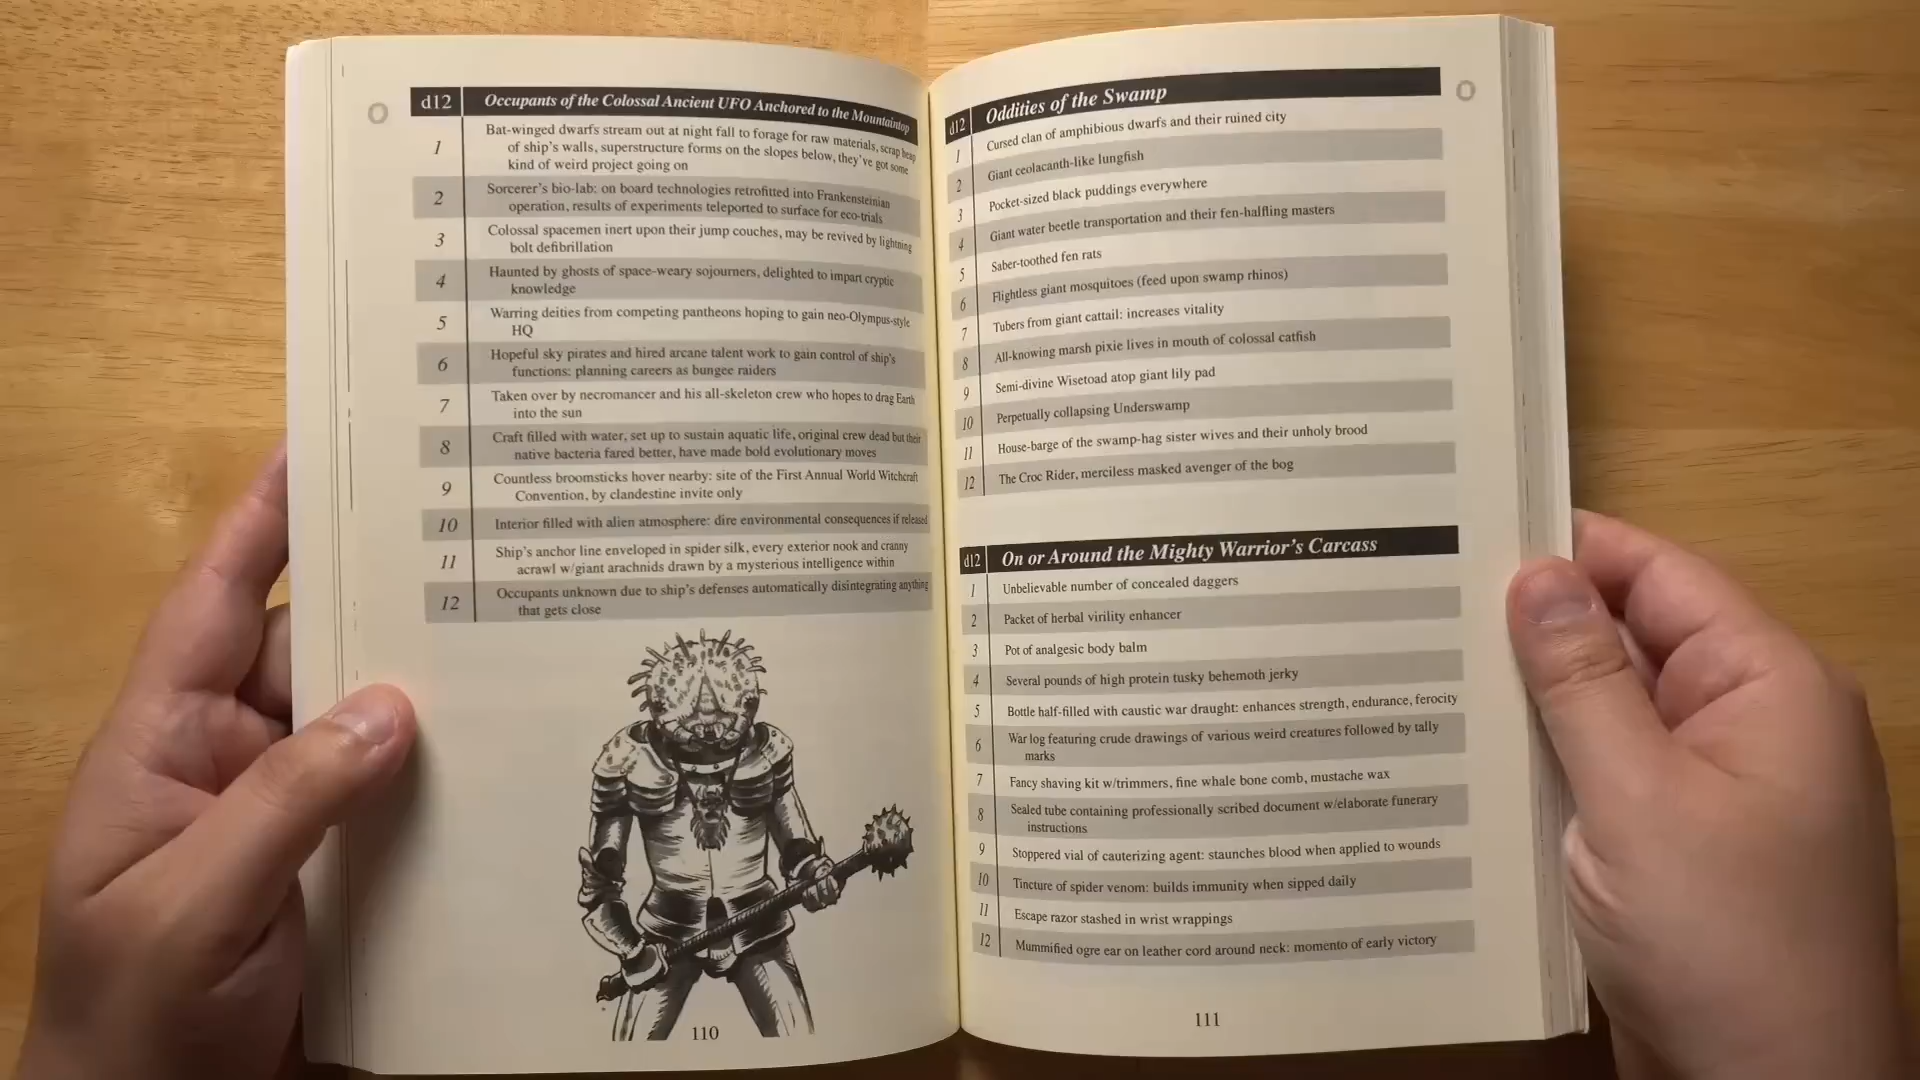 O
d12 Occupants of the Colossal Ancient UFO Anchored to the Mountaintop
1 Bat-winged dwarfs stream out at night fall to forage for raw materials, scrap heap
of ship's walls, superstructure forms on the slopes below, they've got some
kind of weird project going on
2 Sorcerer's bio-lab: on board technologies retrofitted into Frankensteinian
operation, results of experiments teleported to surface for eco-trials
3 Colossal spacemen inert upon their jump couches, may be revived by lightning
bolt defibrillation
4 Haunted by ghosts of space-weary sojourners, delighted to impart cryptic
knowledge
5 Warring deities from competing pantheons hoping to gain neo-Olympus-style
HQ
6 Hopeful sky pirates and hired arcane talent work to gain control of ship's
functions: planning careers as bungee raiders
7 Taken over by necromancer and his all-skeleton crew who hopes to drag Earth
into the sun
8 Craft filled with water, set up to sustain aquatic life, original crew dead but their
native bacteria fared better, have made bold evolutionary moves
9 Countless broomsticks hover nearby: site of the First Annual World Witchcraft
Convention, by clandestine invite only
10 Interior filled with alien atmosphere: dire environmental consequences if released
11 Ship's anchor line enveloped in spider silk, every exterior nook and cranny
acrawl w/giant arachnids drawn by a mysterious intelligence within
12 Occupants unknown due to ship's defenses automatically disintegrating anything
that gets close
110
O
d12 Oddities of the Swamp
1 Cursed clan of amphibious dwarfs and their ruined city
2 Giant ceolacanth-like lungfish
3 Pocket-sized black puddings everywhere
4 Giant water beetle transportation and their fen-halfling masters
5 Saber-toothed fen rats
6 Flightless giant mosquitoes (feed upon swamp rhinos)
7 Tubers from giant cattail: increases vitality
8 All-knowing marsh pixie lives in mouth of colossal catfish
9 Semi-divine Wisetoad atop giant lily pad
10 Perpetually collapsing Underswamp
11 House-barge of the swamp-hag sister wives and their unholy brood
12 The Croc Rider, merciless masked avenger of the bog
d12 On or Around the Mighty Warrior's Carcass
1 Unbelievable number of concealed daggers
2 Packet of herbal virility enhancer
3 Pot of analgesic body balm
4 Several pounds of high protein tusky behemoth jerky
5 Bottle half-filled with caustic war draught: enhances strength, endurance, ferocity
6 War log featuring crude drawings of various weird creatures followed by tally
marks
7 Fancy shaving kit w/trimmers, fine whale bone comb, mustache wax
8 Sealed tube containing professionally scribed document w/elaborate funerary
instructions
9 Stoppered vial of cauterizing agent: staunches blood when applied to wounds
10 Tincture of spider venom: builds immunity when sipped daily
11 Escape razor stashed in wrist wrappings
12 Mummified ogre ear on leather cord around neck: momento of early victory
111